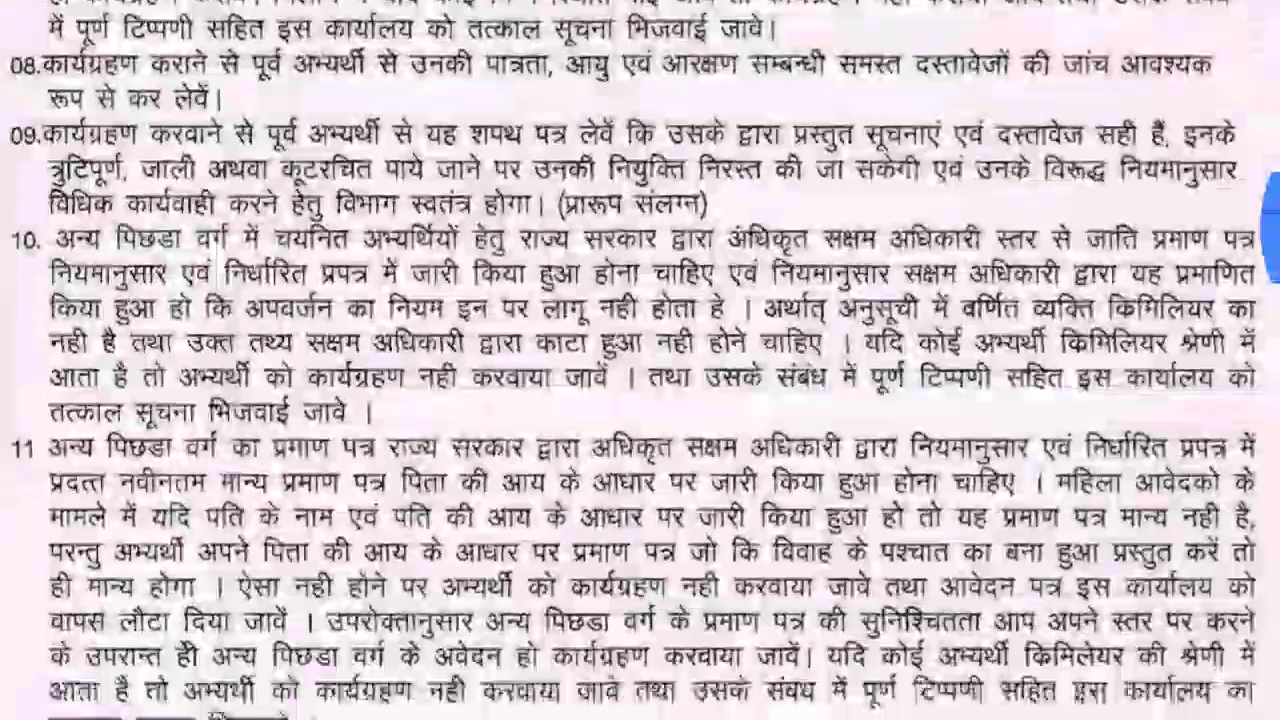 में पूर्ण टिप्पणी सहित इस कार्यालय को तत्काल सूचना भिजवाई जावे।
08.कार्यग्रहण कराने से पूर्व अभ्यर्थी से उनकी पात्रता, आयु एवं आरक्षण सम्बन्धी समस्त दस्तावेजों की जांच आवश्यक
रूप से कर लेवें।
09.कार्यग्रहण करवाने से पूर्व अभ्यर्थी से यह शपथ पत्र लेवें कि उसके द्वारा प्रस्तुत सूचनाएं एवं दस्तावेज सही हैं, इनके
त्रुटिपूर्ण, जाली अथवा कूटरचित पाये जाने पर उनकी नियुक्ति निरस्त की जा सकेगी एवं उनके विरूद्ध नियमानुसार
विधिक कार्यवाही करने हेतु विभाग स्वतंत्र होगा। (प्रारूप संलग्न)
10. अन्य पिछडा वर्ग में चयनित अभ्यर्थियों हेतु राज्य सरकार द्वारा अधिकृत सक्षम अधिकारी स्तर से जाति प्रमाण पत्र
नियमानुसार एवं निर्धारित प्रपत्र में जारी किया हुआ होना चाहिए एवं नियमानुसार सक्षम अधिकारी द्वारा यह प्रमाणित
किया हुआ हो कि अपवर्जन का नियम इन पर लागू नही होता हे । अर्थात् अनुसूची में वर्णित व्यक्ति किमिलियर का
नही है तथा उक्त तथ्य सक्षम अधिकारी द्वारा काटा हुआ नही होने चाहिए । यदि कोई अभ्यर्थी किमिलियर श्रेणी में
आता है तो अभ्यर्थी को कार्यग्रहण नही करवाया जावें । तथा उसके संबंध में पूर्ण टिप्पणी सहित इस कार्यालय को
तत्काल सूचना भिजवाई जावे ।
11 अन्य पिछडा वर्ग का प्रमाण पत्र राज्य सरकार द्वारा अधिकृत सक्षम अधिकारी द्वारा नियमानुसार एवं निर्धारित प्रपत्र में
प्रदत्त नवीनतम मान्य प्रमाण पत्र पिता की आय के आधार पर जारी किया हुआ होना चाहिए । महिला आवेदको के
मामले में यदि पति के नाम एवं पति की आय के आधार पर जारी किया हुआ हो तो यह प्रमाण पत्र मान्य नही है,
परन्तु अभ्यर्थी अपने पिता की आय के आधार पर प्रमाण पत्र जो कि विवाह के पश्चात का बना हुआ प्रस्तुत करें तो
ही मान्य होगा । ऐसा नही होने पर अभ्यर्थी को कार्यग्रहण नही करवाया जावे तथा आवेदन पत्र इस कार्यालय को
वापस लौटा दिया जावें । उपरोक्तानुसार अन्य पिछडा वर्ग के प्रमाण पत्र की सुनिश्चितता आप अपने स्तर पर करने
के उपरान्त ही अन्य पिछडा वर्ग के अवेदन हो कार्यग्रहण करवाया जावें। यदि कोई अभ्यर्थी किमिलेयर की श्रेणी में
आता है तो अभ्यर्थी को कार्यग्रहण नही करवाया जावे तथा उसके संबंध में पूर्ण टिप्पणी सहित इस कार्यालय को